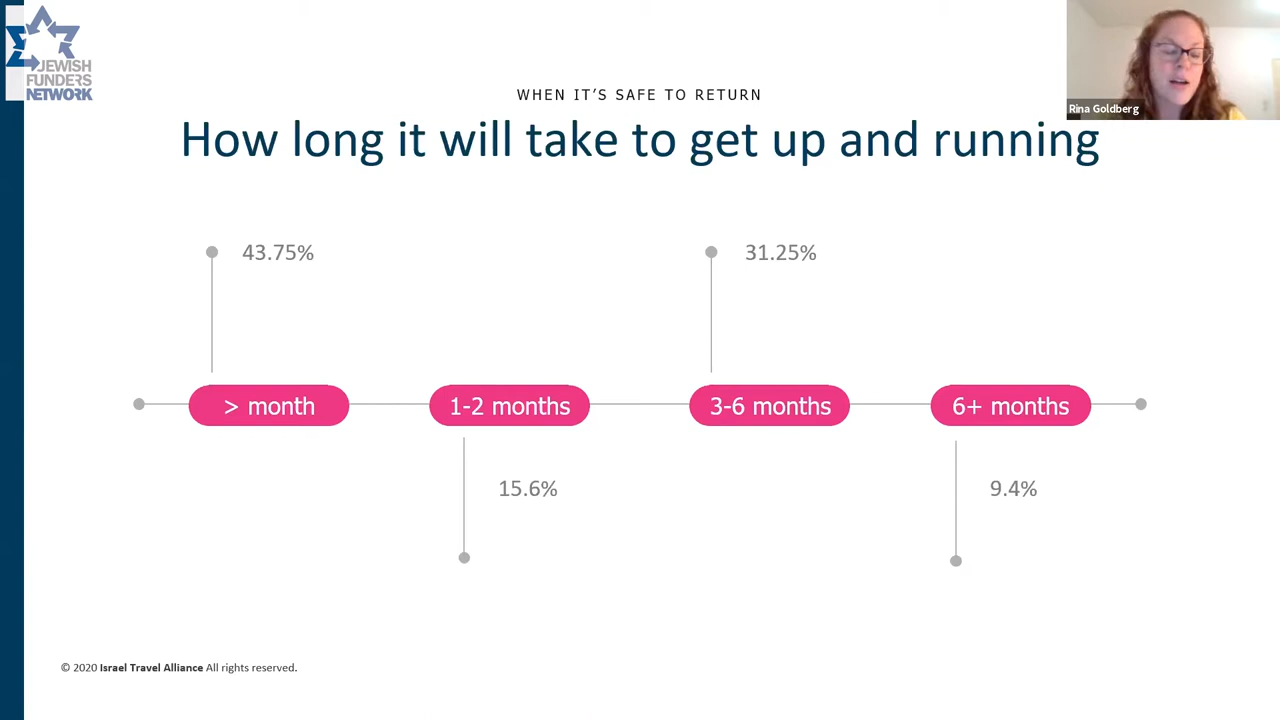 JEWISH
FUNDERS
NETWORK
Rina Goldberg
WHEN IT'S SAFE TO RETURN
How long it will take to get up and running
43.75%
31.25%
> month
1-2 months
3-6 months
6+ months
15.6%
9.4%
© 2020 Israel Travel Alliance All rights reserved.